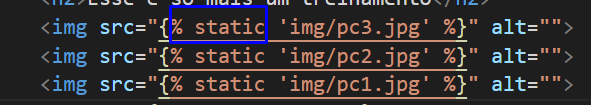 <h2>Esse é só mais um treinamento</h2>
<img src="{% static 'img/pc3.jpg' %}" alt="">
<img src="{% static 'img/pc2.jpg' %}" alt="">
<img src="{% static 'img/pc1.jpg' %}" alt="">